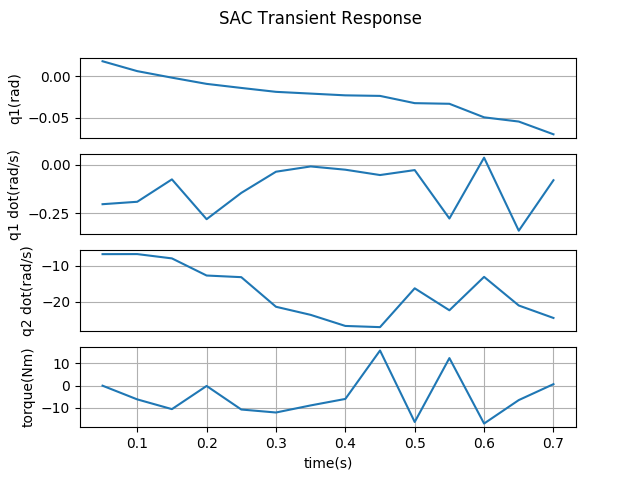 SAC Transient Response
q1(rad)
0.00
−0.05
q1 dot(rad/s)
0.00
−0.25
q2 dot(rad/s)
−10
−20
torque(Nm)
10
0
−10
0.1 0.2 0.3 0.4 0.5 0.6 0.7
time(s)